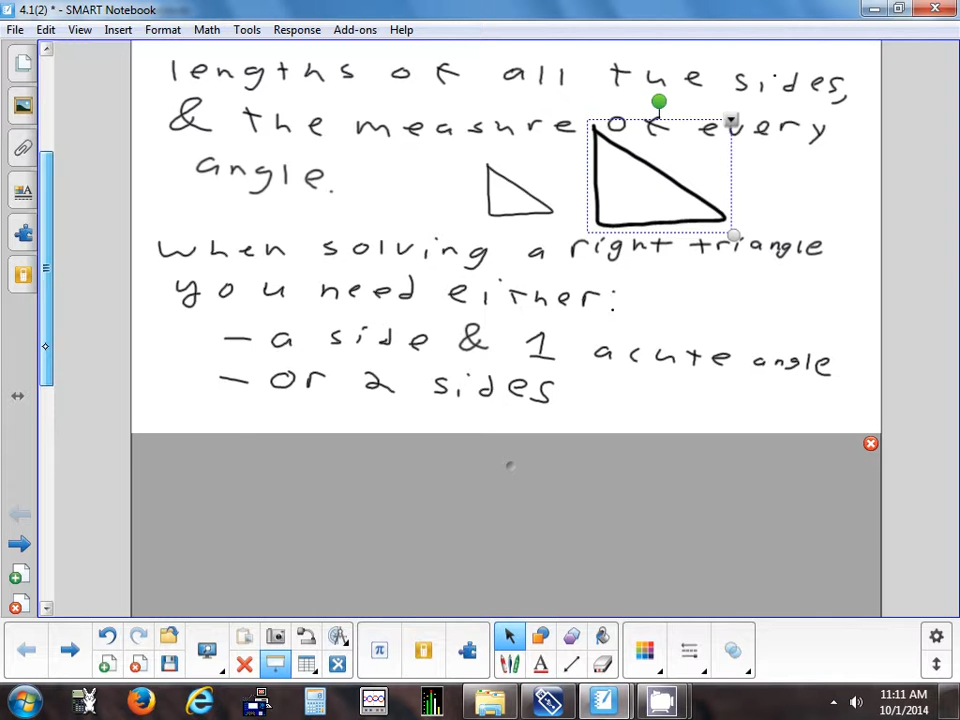 4.1(2) * - SMART Notebook
File Edit View Insert Format Math Tools Response Add-ons Help
lengths of all the sides,
& the measure of every
angle.
when solving a right triangle
you need either:
- a side & 1 acute angle
- or 2 sides
11:11 AM
10/1/2014